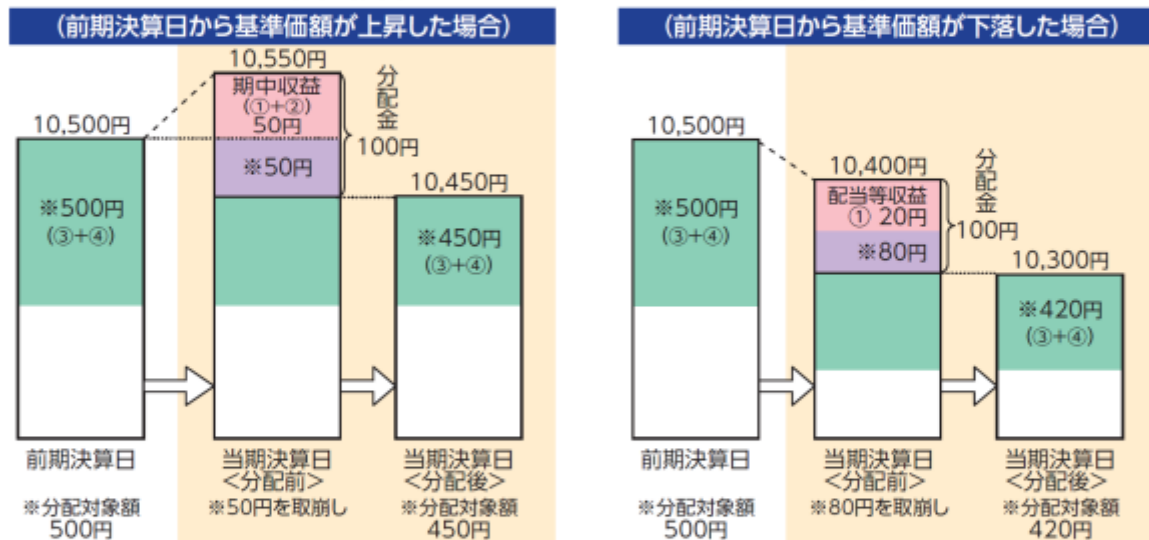 (前期決算日から基準価額が上昇した場合)
10,550円
期中収益
(①+②)
50円
分配金
100円
10,500円
※50円
10,450円
※500円
(③+④)
※450円
(③+④)
前期決算日
当期決算日
<分配前>
当期決算日
<分配後>
※分配対象額
500円
※50円を取崩し
※分配対象額
450円
(前期決算日から基準価額が下落した場合)
10,500円
10,400円
分配金
100円
配当等収益
① 20円
※500円
(③+④)
※80円
10,300円
※420円
(③+④)
前期決算日
当期決算日
<分配前>
当期決算日
<分配後>
※分配対象額
500円
※80円を取崩し
※分配対象額
420円